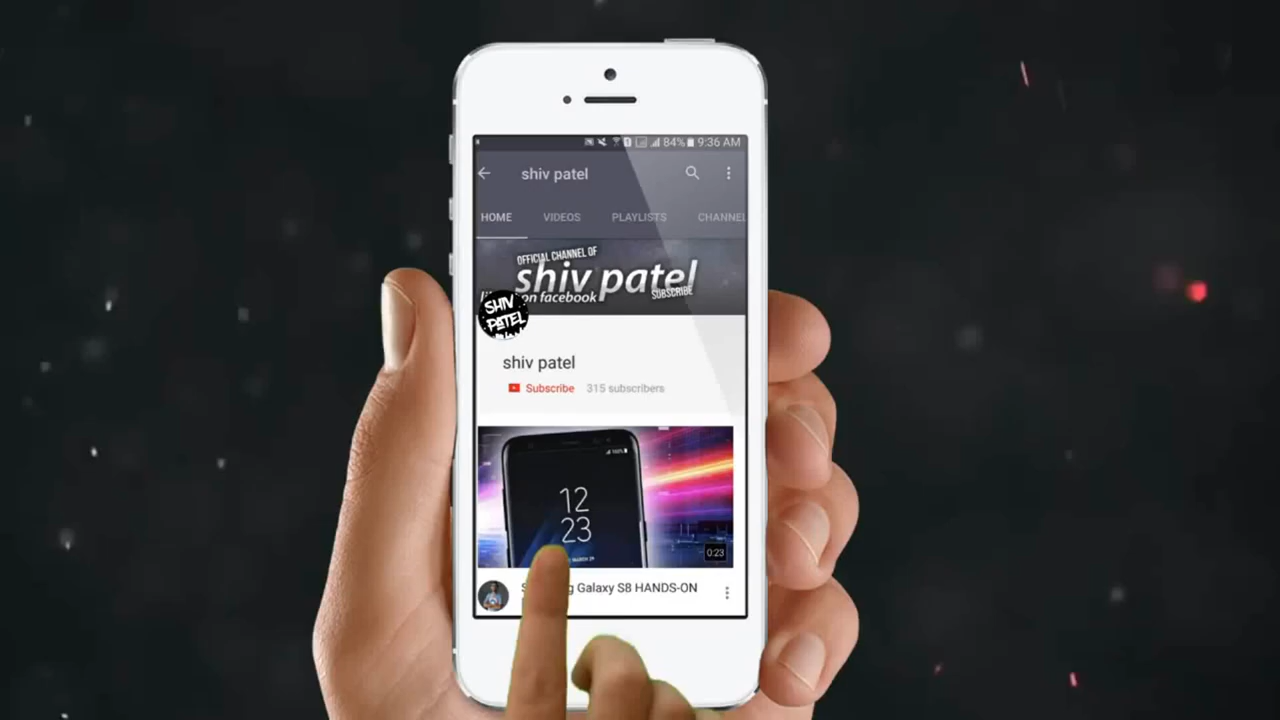 84% 9:36 AM
shiv patel
HOME VIDEOS PLAYLISTS CHANNEL
OFFICIAL CHANNEL OF
shiv patel
on facebook SUBSCRIBE
SHIV
PATEL
shiv patel
Subscribe 315 subscribers
100%
12
23
0:23
Galaxy S8 HANDS-ON